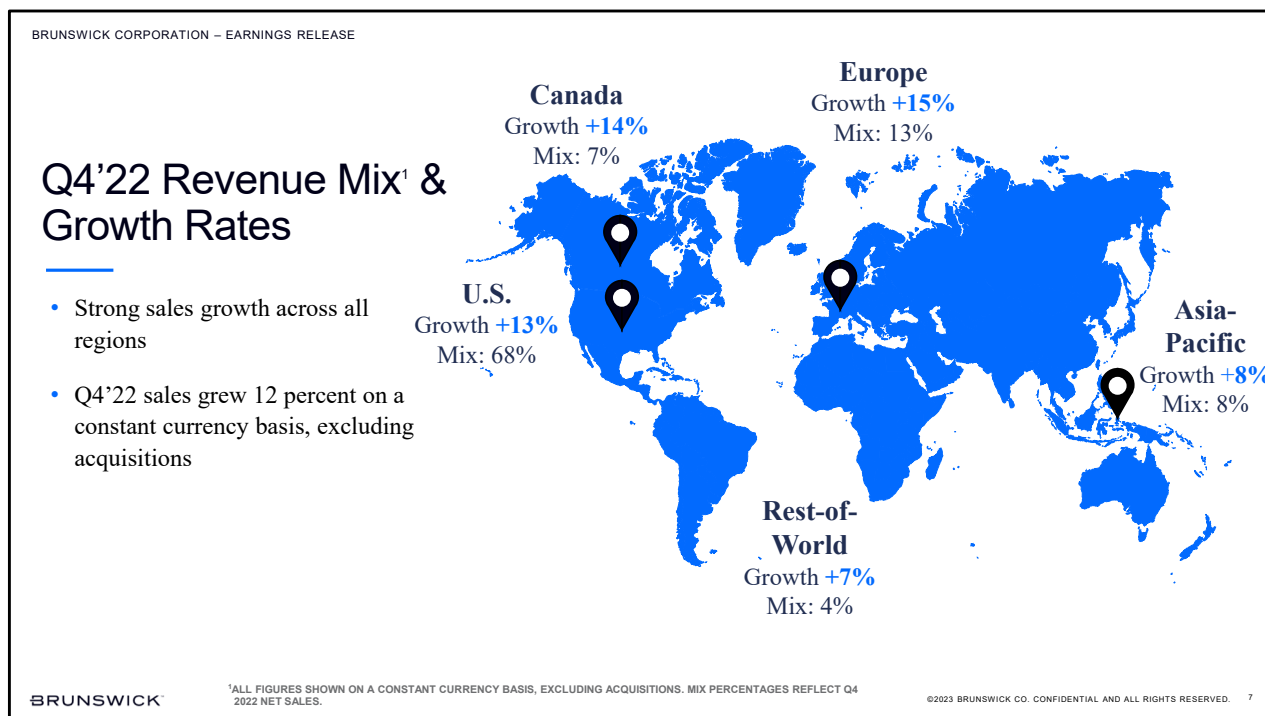 BRUNSWICK CORPORATION – EARNINGS RELEASE
Q4’22 Revenue Mix¹ &
Growth Rates
• Strong sales growth across all
regions
• Q4’22 sales grew 12 percent on a
constant currency basis, excluding
acquisitions
Canada
Growth +14%
Mix: 7%
Europe
Growth +15%
Mix: 13%
U.S.
Growth +13%
Mix: 68%
Asia-
Pacific
Growth +8%
Mix: 8%
Rest-of-
World
Growth +7%
Mix: 4%
BRUNSWICK
¹ALL FIGURES SHOWN ON A CONSTANT CURRENCY BASIS, EXCLUDING ACQUISITIONS. MIX PERCENTAGES REFLECT Q4
2022 NET SALES.
©2023 BRUNSWICK CO. CONFIDENTIAL AND ALL RIGHTS RESERVED. 7